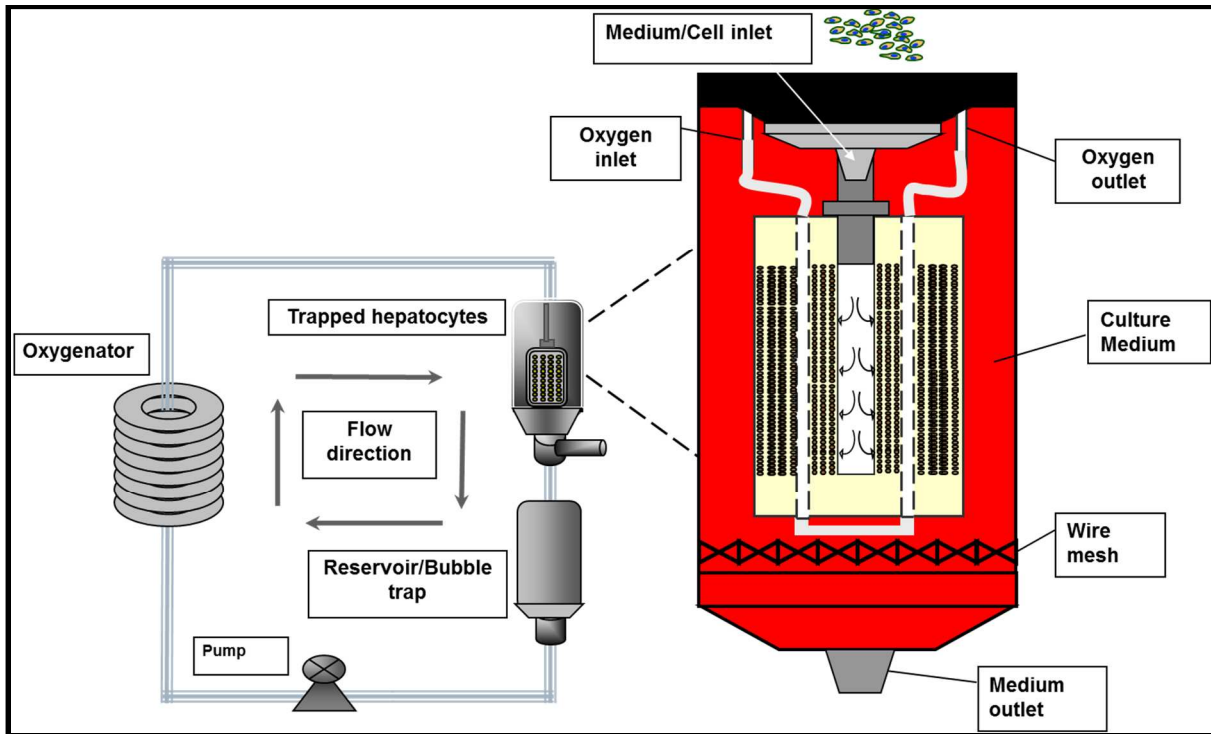 Medium/Cell inlet
Oxygen
inlet
Oxygen
outlet
Trapped hepatocytes
Oxygenator
Culture
Medium
Flow
direction
Wire
mesh
Reservoir/Bubble
trap
Pump
Medium
outlet